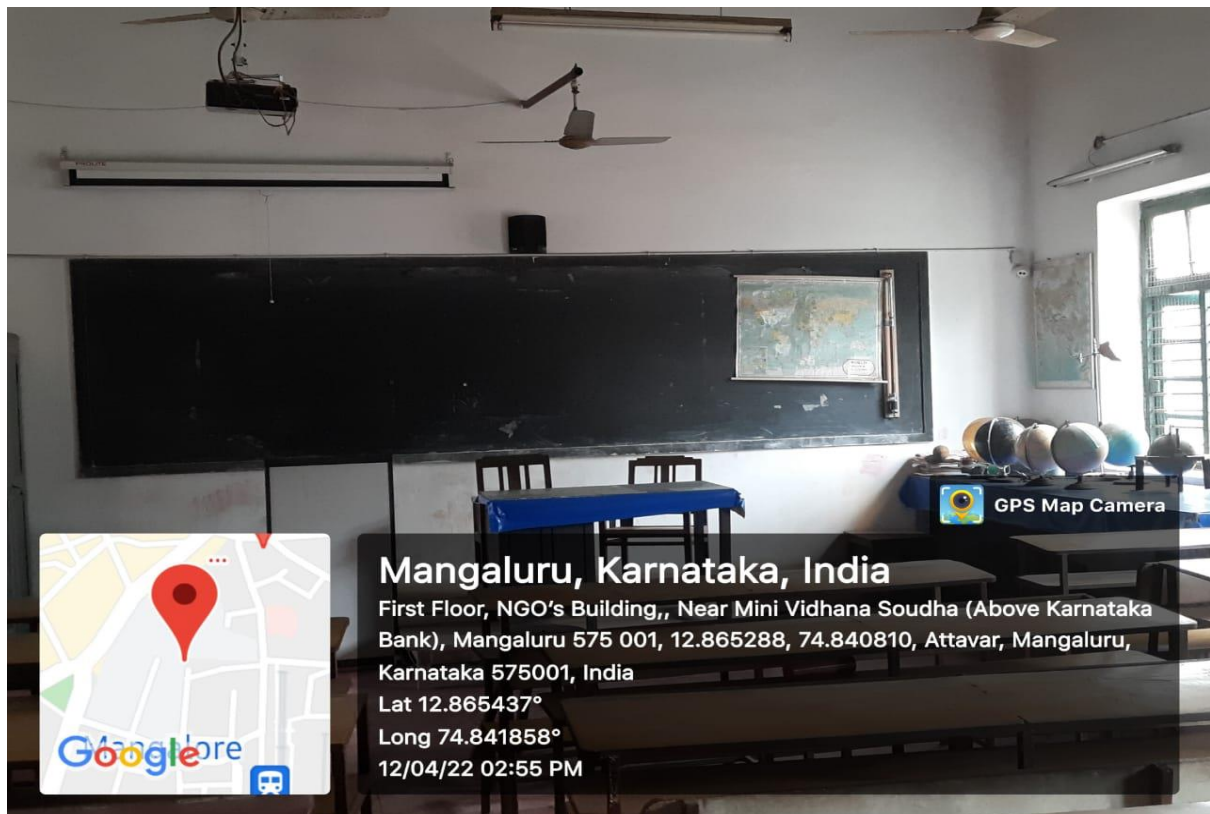 GPS Map Camera
Mangaluru, Karnataka, India
First Floor, NGO's Building,, Near Mini Vidhana Soudha (Above Karnataka
Bank), Mangaluru 575 001, 12.865288, 74.840810, Attavar, Mangaluru,
Karnataka 575001, India
Lat 12.865437°
Long 74.841858°
12/04/22 02:55 PM
Google
Mangalore